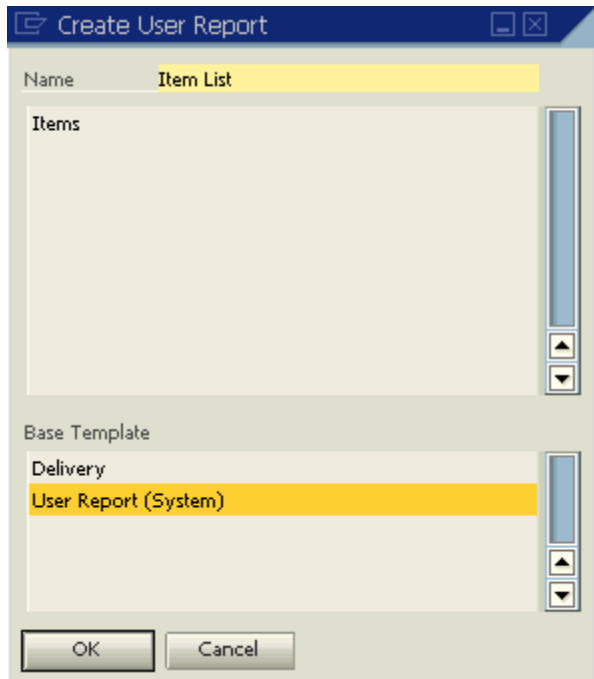 Create User Report
Name Item List
Items
Base Template
Delivery
User Report (System)
OK Cancel